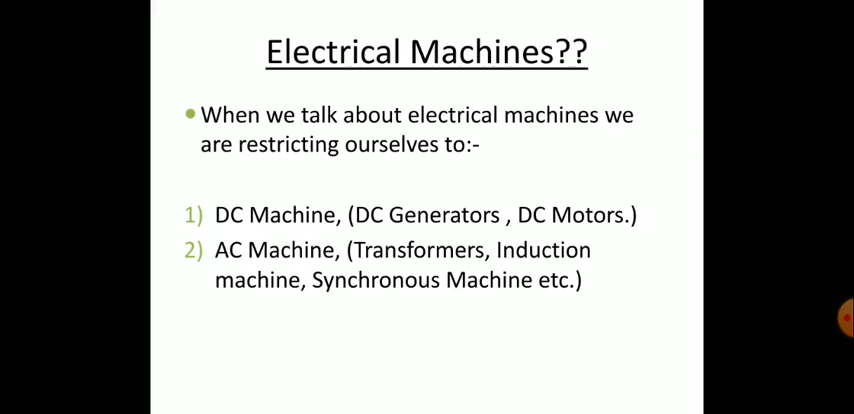 Electrical Machines??
• When we talk about electrical machines we
are restricting ourselves to:-
1) DC Machine, (DC Generators , DC Motors.)
2) AC Machine, (Transformers, Induction
machine, Synchronous Machine etc.)